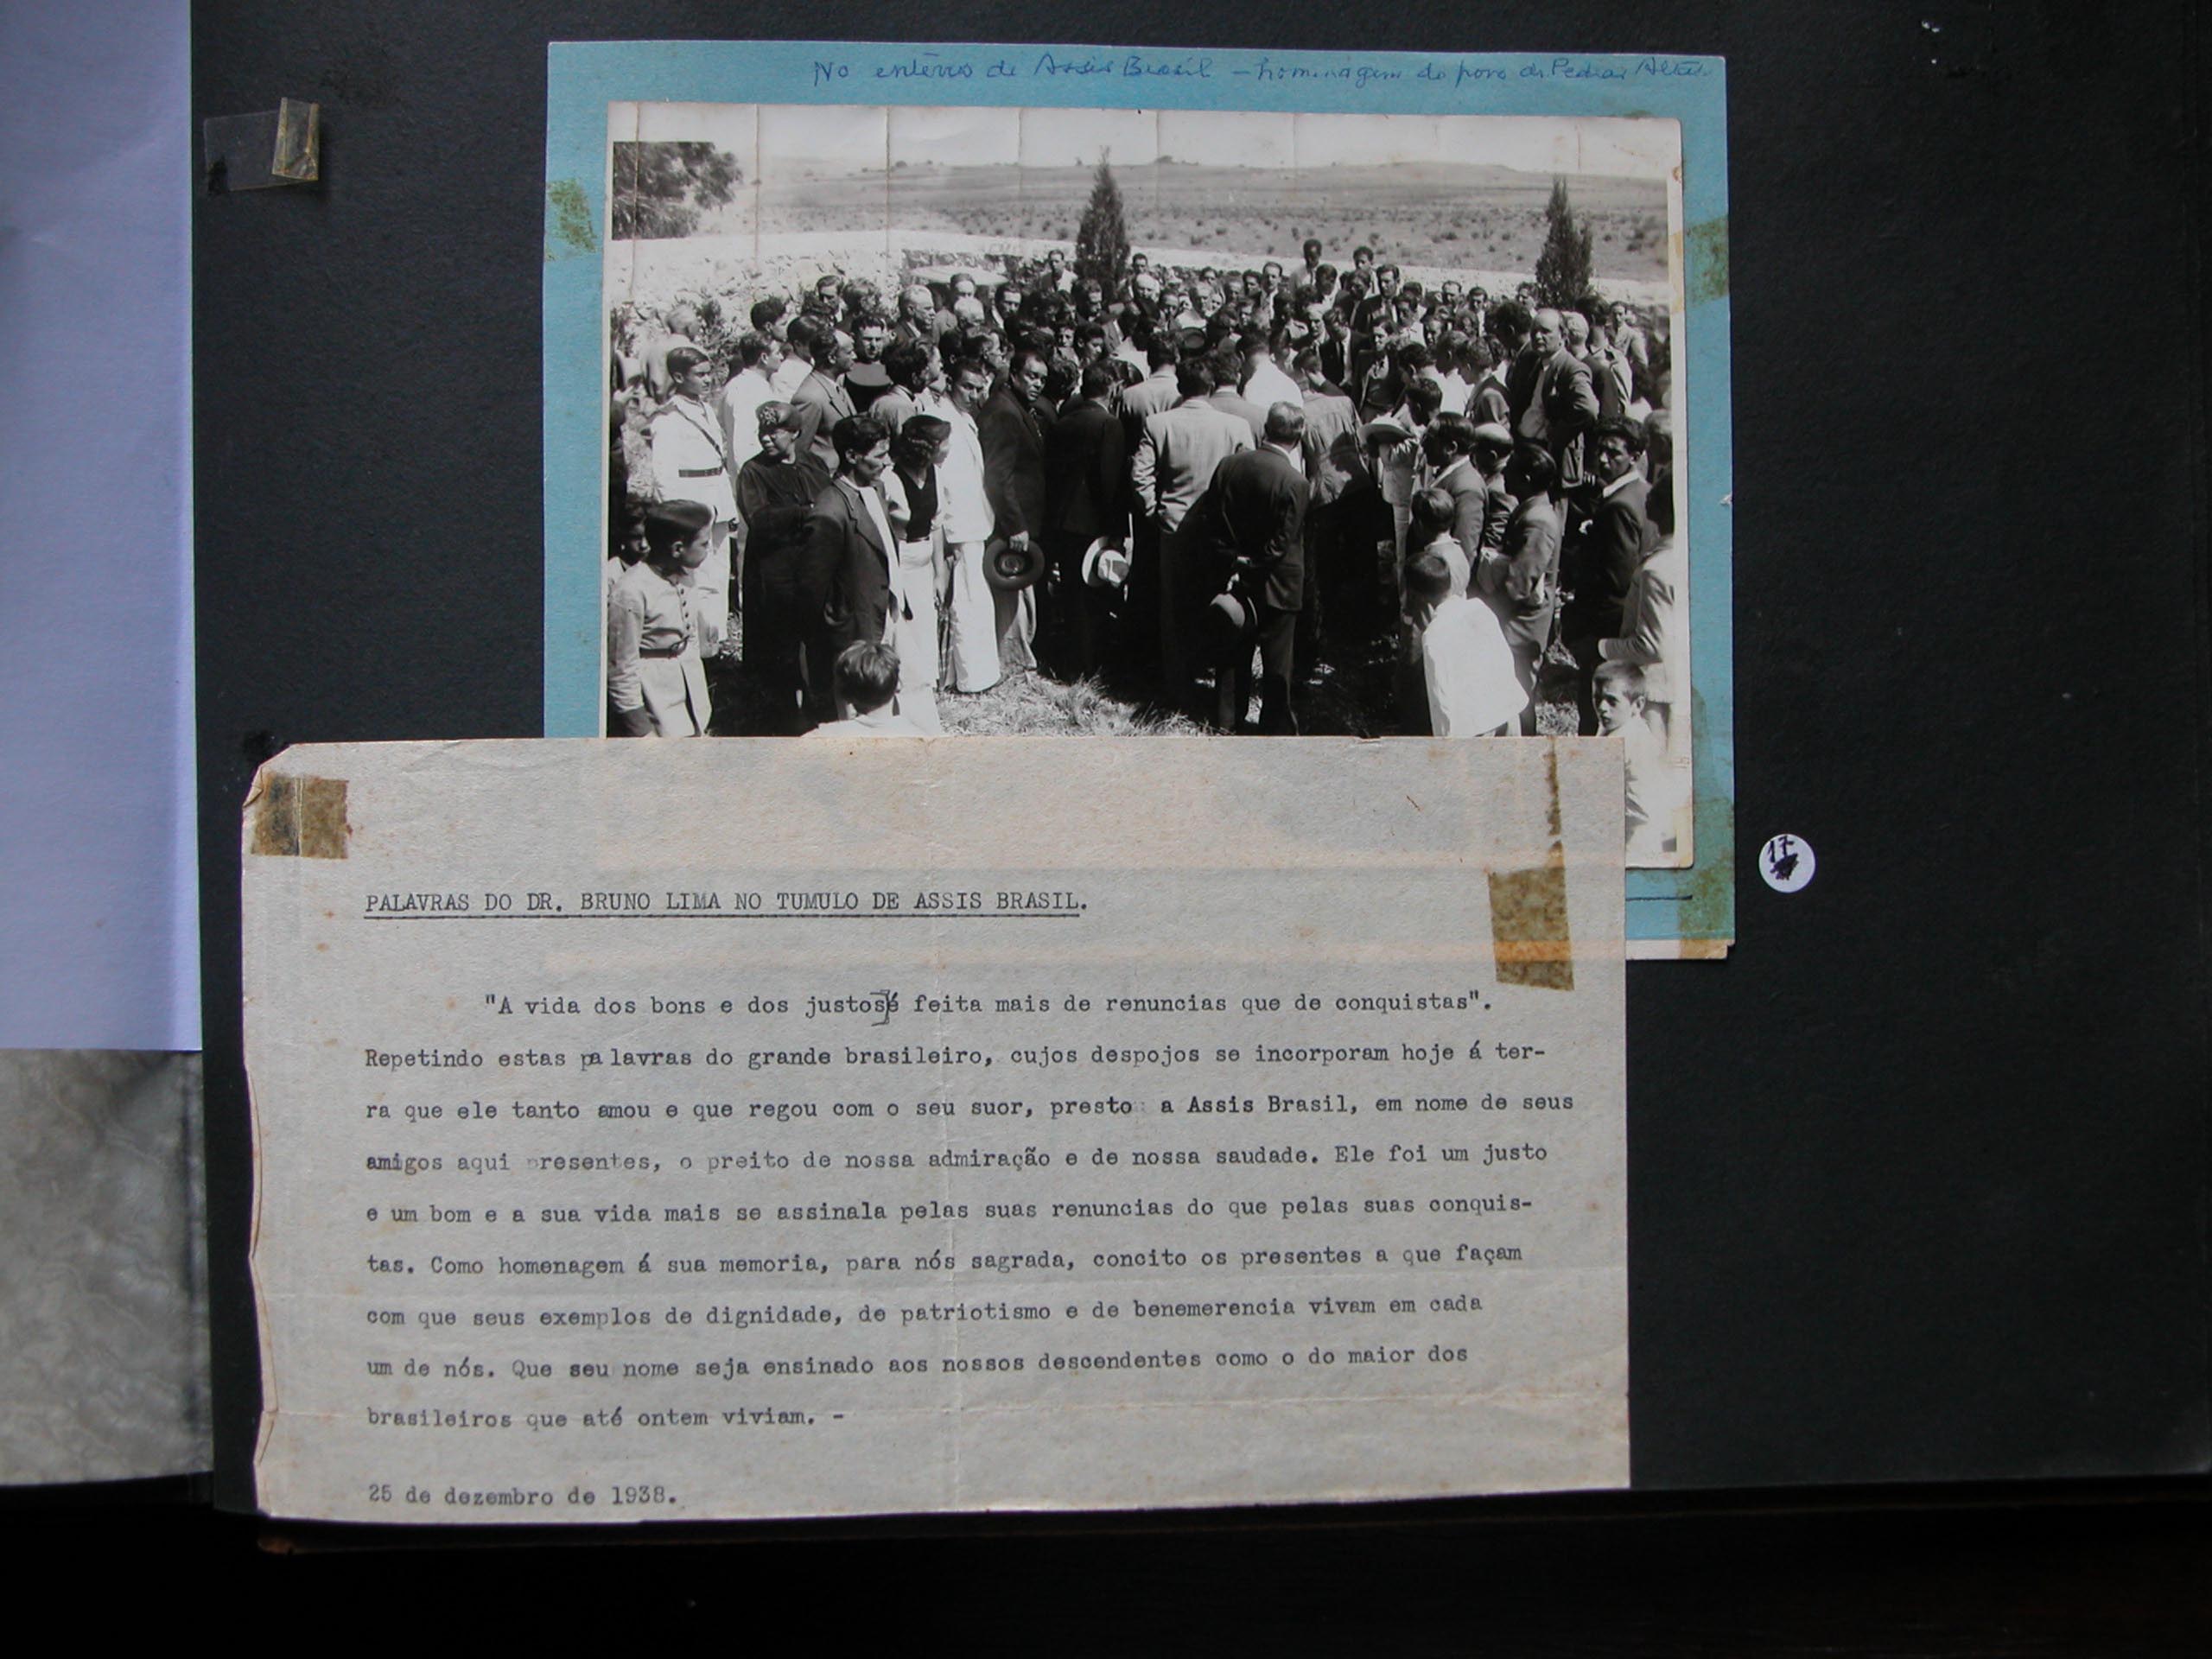 No entêrro de Assis Brasil – homenagem do povo de Pedras Altas
17
PALAVRAS DO DR. BRUNO LIMA NO TUMULO DE ASSIS BRASIL.
"A vida dos bons e dos justos é feita mais de renuncias que de conquistas".
Repetindo estas palavras do grande brasileiro, cujos despojos se incorporam hoje á ter-
ra que ele tanto amou e que regou com o seu suor, presto a Assis Brasil, em nome de seus
amigos aqui presentes, o preito de nossa admiração e de nossa saudade. Ele foi um justo
e um bom e a sua vida mais se assinala pelas suas renuncias do que pelas suas conquis-
tas. Como homenagem á sua memoria, para nós sagrada, concito os presentes a que façam
com que seus exemplos de dignidade, de patriotismo e de benemerencia vivam em cada
um de nós. Que seu nome seja ensinado aos nossos descendentes como o do maior dos
brasileiros que até ontem viviam. -
25 de dezembro de 1938.